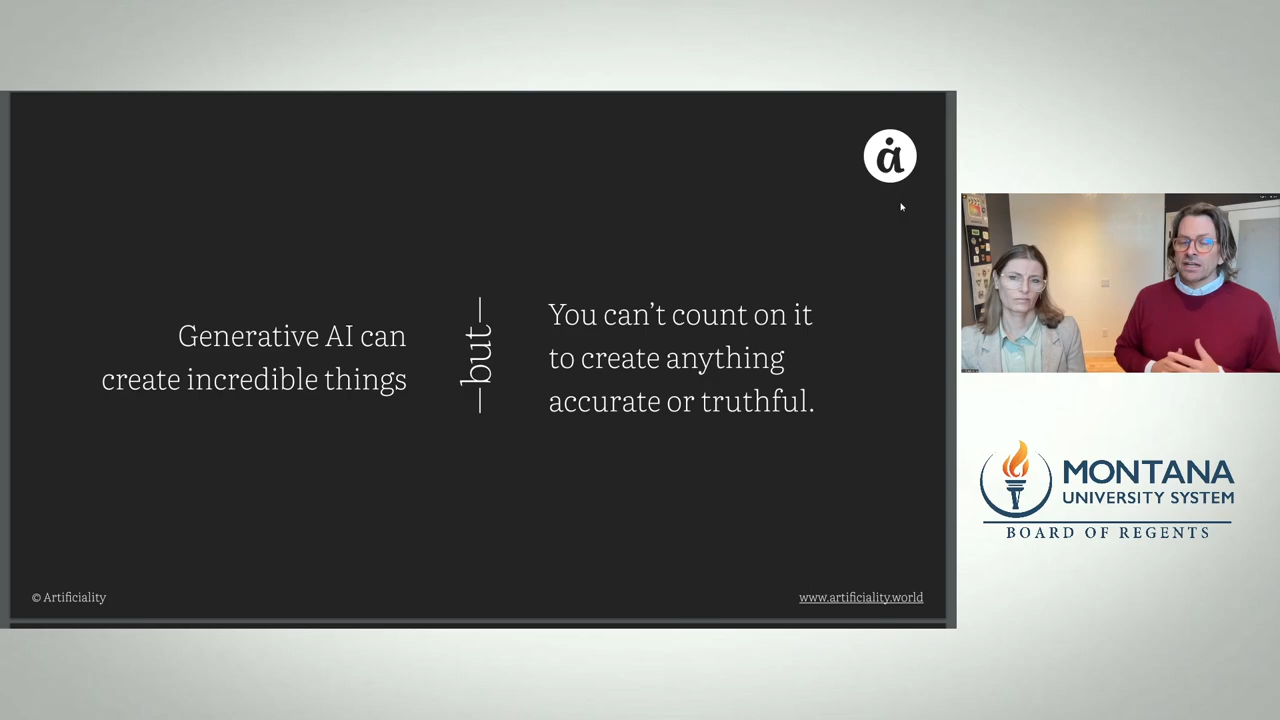 ȧ
Generative AI can
create incredible things
—but—
You can’t count on it
to create anything
accurate or truthful.
© Artificiality
www.artificiality.world
MONTANA
UNIVERSITY SYSTEM
BOARD OF REGENTS